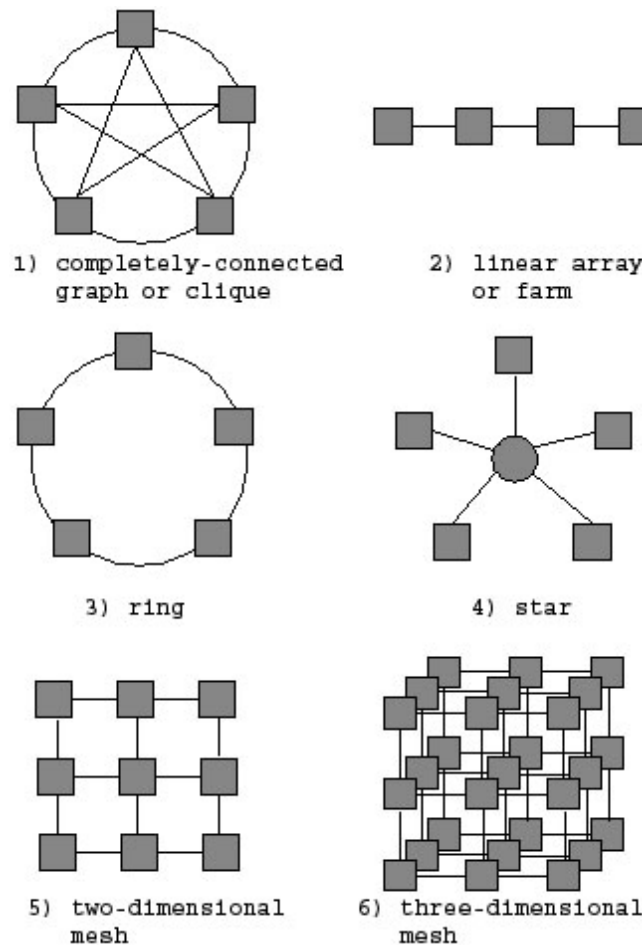 1) completely-connected
graph or clique
2) linear array
or farm
3) ring
4) star
5) two-dimensional
mesh
6) three-dimensional
mesh